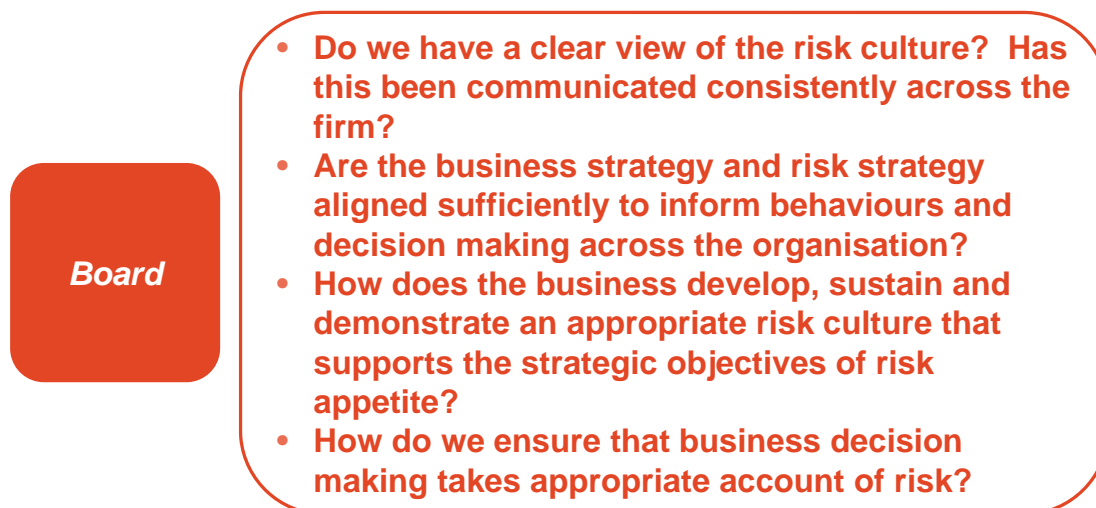 Board
• Do we have a clear view of the risk culture?  Has
this been communicated consistently across the
firm?
• Are the business strategy and risk strategy
aligned sufficiently to inform behaviours and
decision making across the organisation?
• How does the business develop, sustain and
demonstrate an appropriate risk culture that
supports the strategic objectives of risk
appetite?
• How do we ensure that business decision
making takes appropriate account of risk?